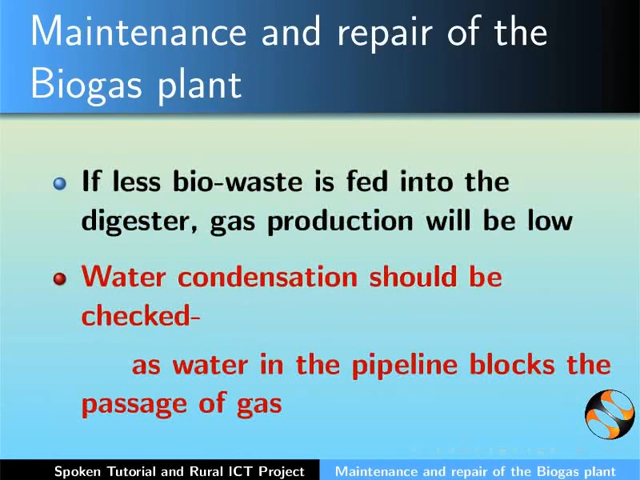 Maintenance and repair of the
Biogas plant
If less bio-waste is fed into the
digester, gas production will be low
Water condensation should be
checked-
as water in the pipeline blocks the
passage of gas
Spoken Tutorial and Rural ICT Project
Maintenance and repair of the Biogas plant